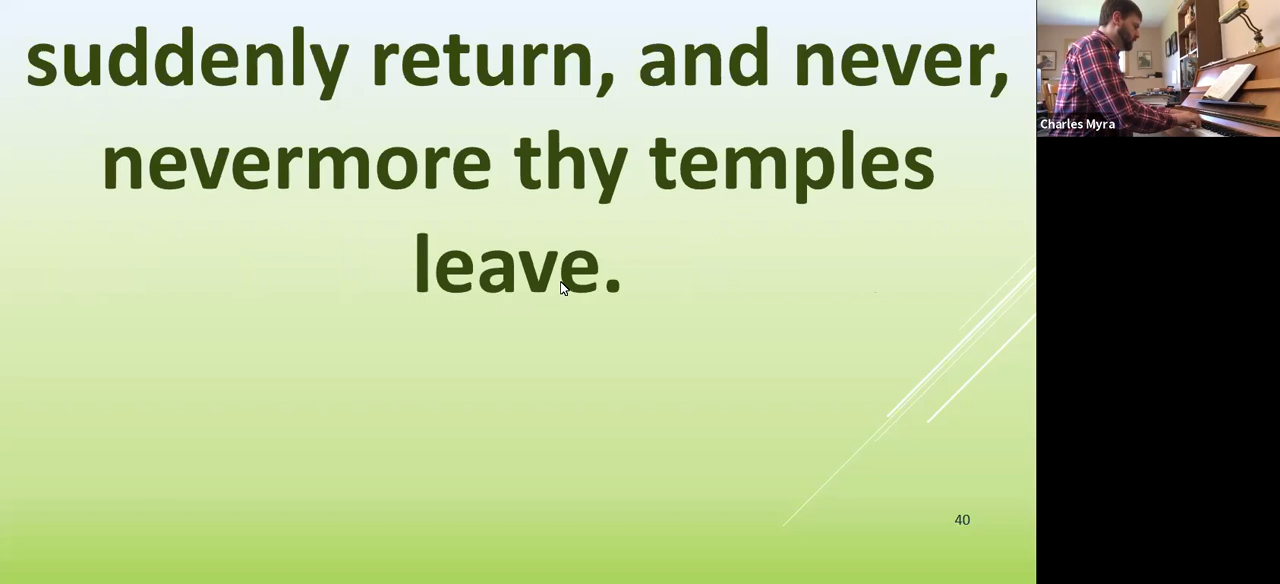 suddenly return, and never,
nevermore thy temples
leave.
Charles Myra
40